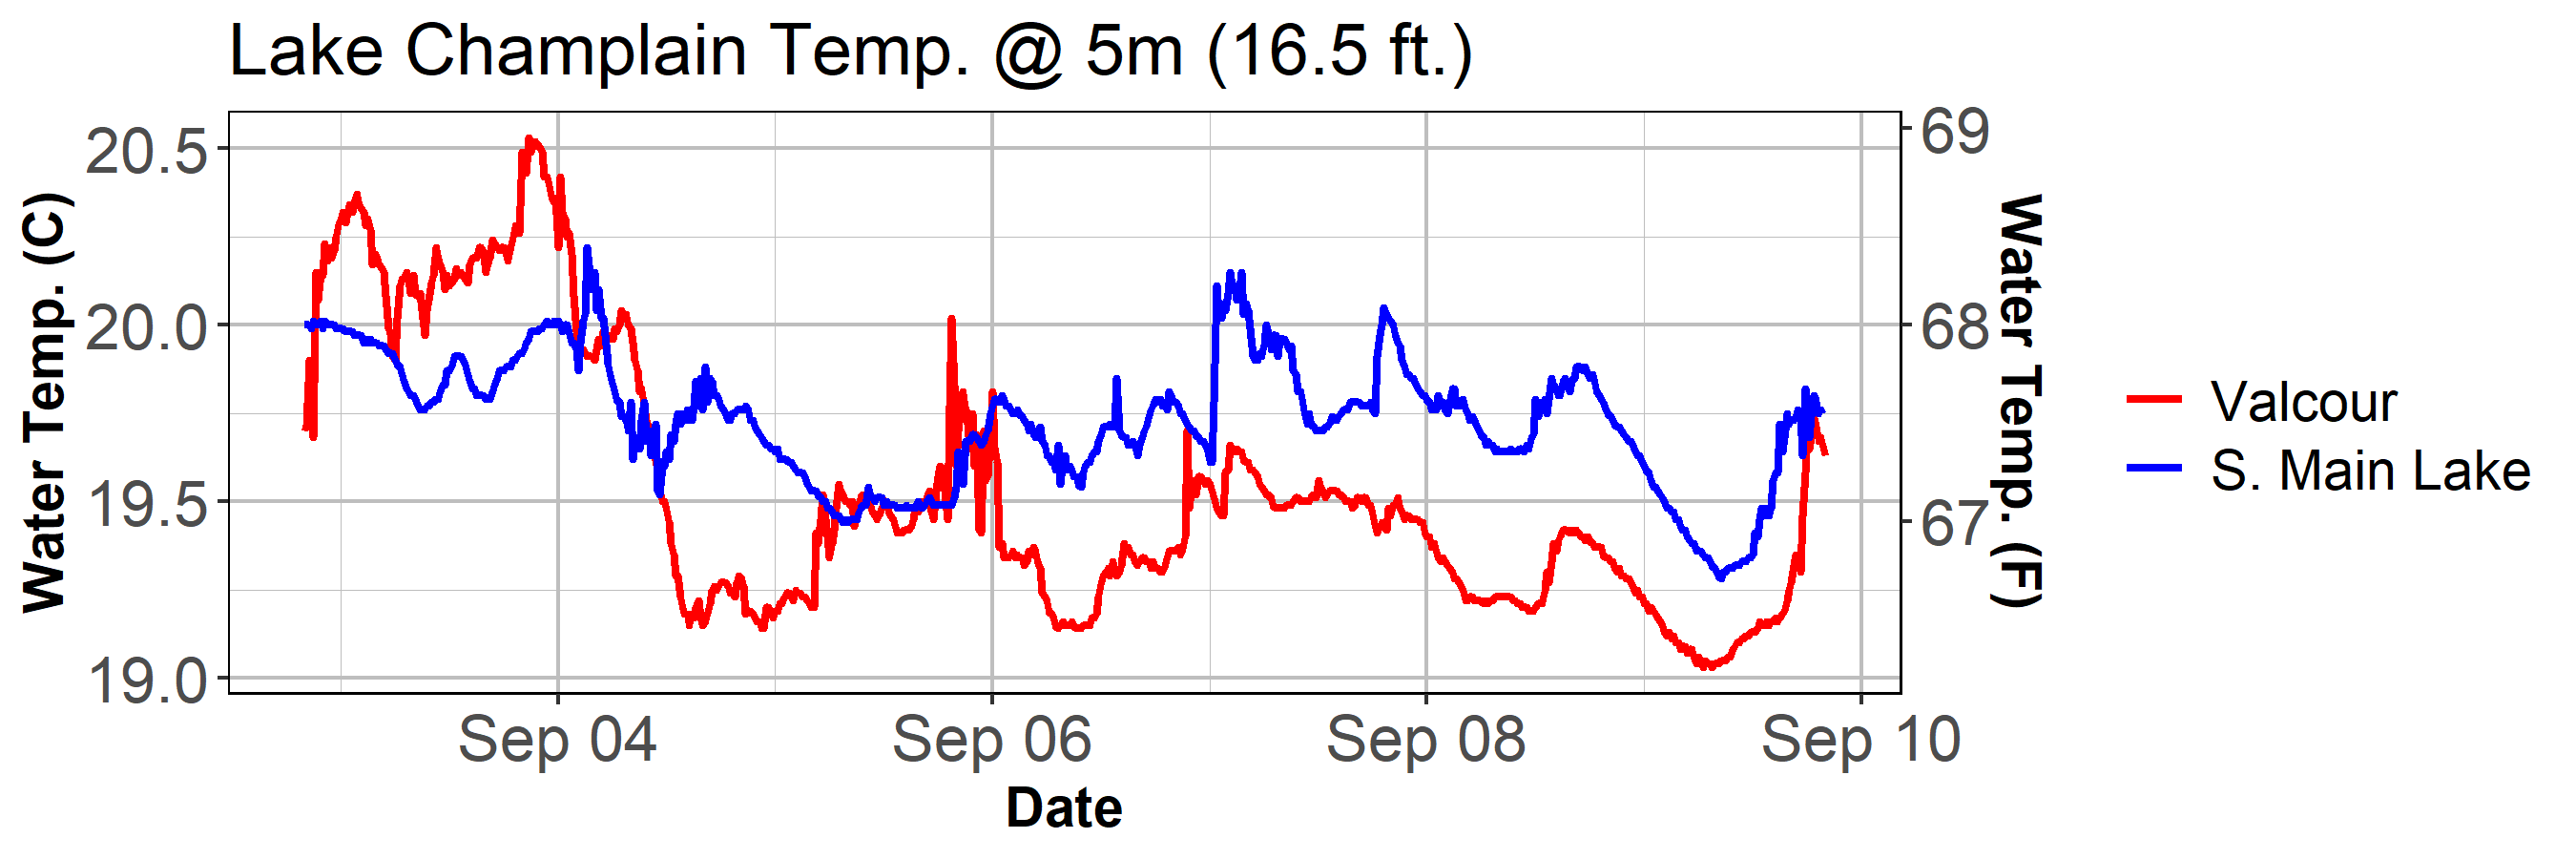 Lake Champlain Temp. @ 5m (16.5 ft.)
Water Temp. (C)
20.5
20.0
19.5
19.0
69
68
67
Water Temp. (F)
Sep 04
Sep 06
Sep 08
Sep 10
Date
Valcour
S. Main Lake